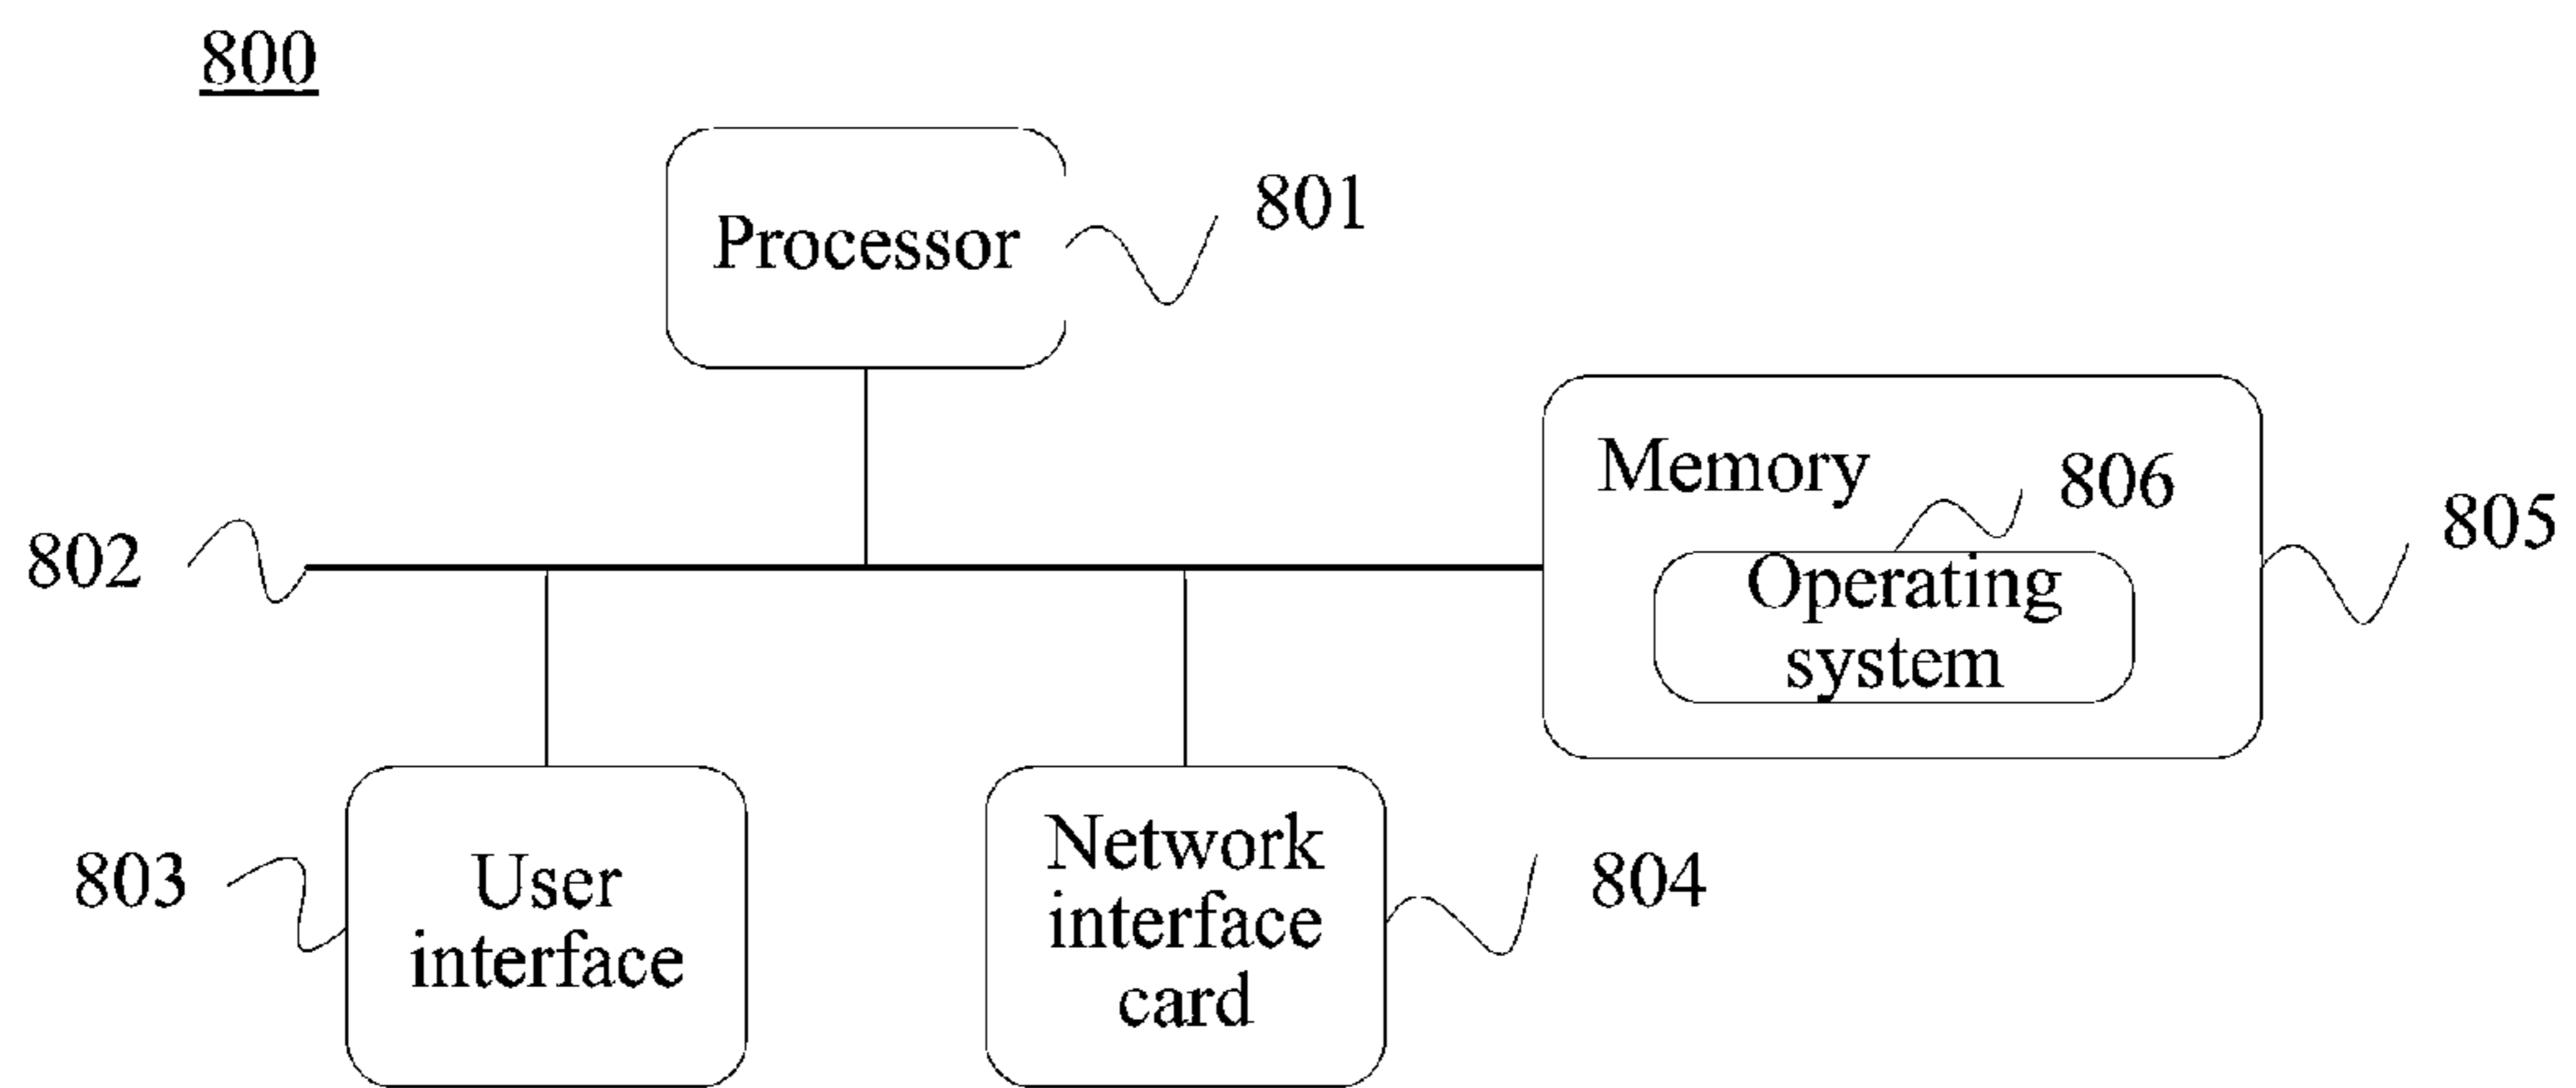 800
Processor
801
Memory
806
805
802
Operating
system
803
User
interface
Network
interface
card
804